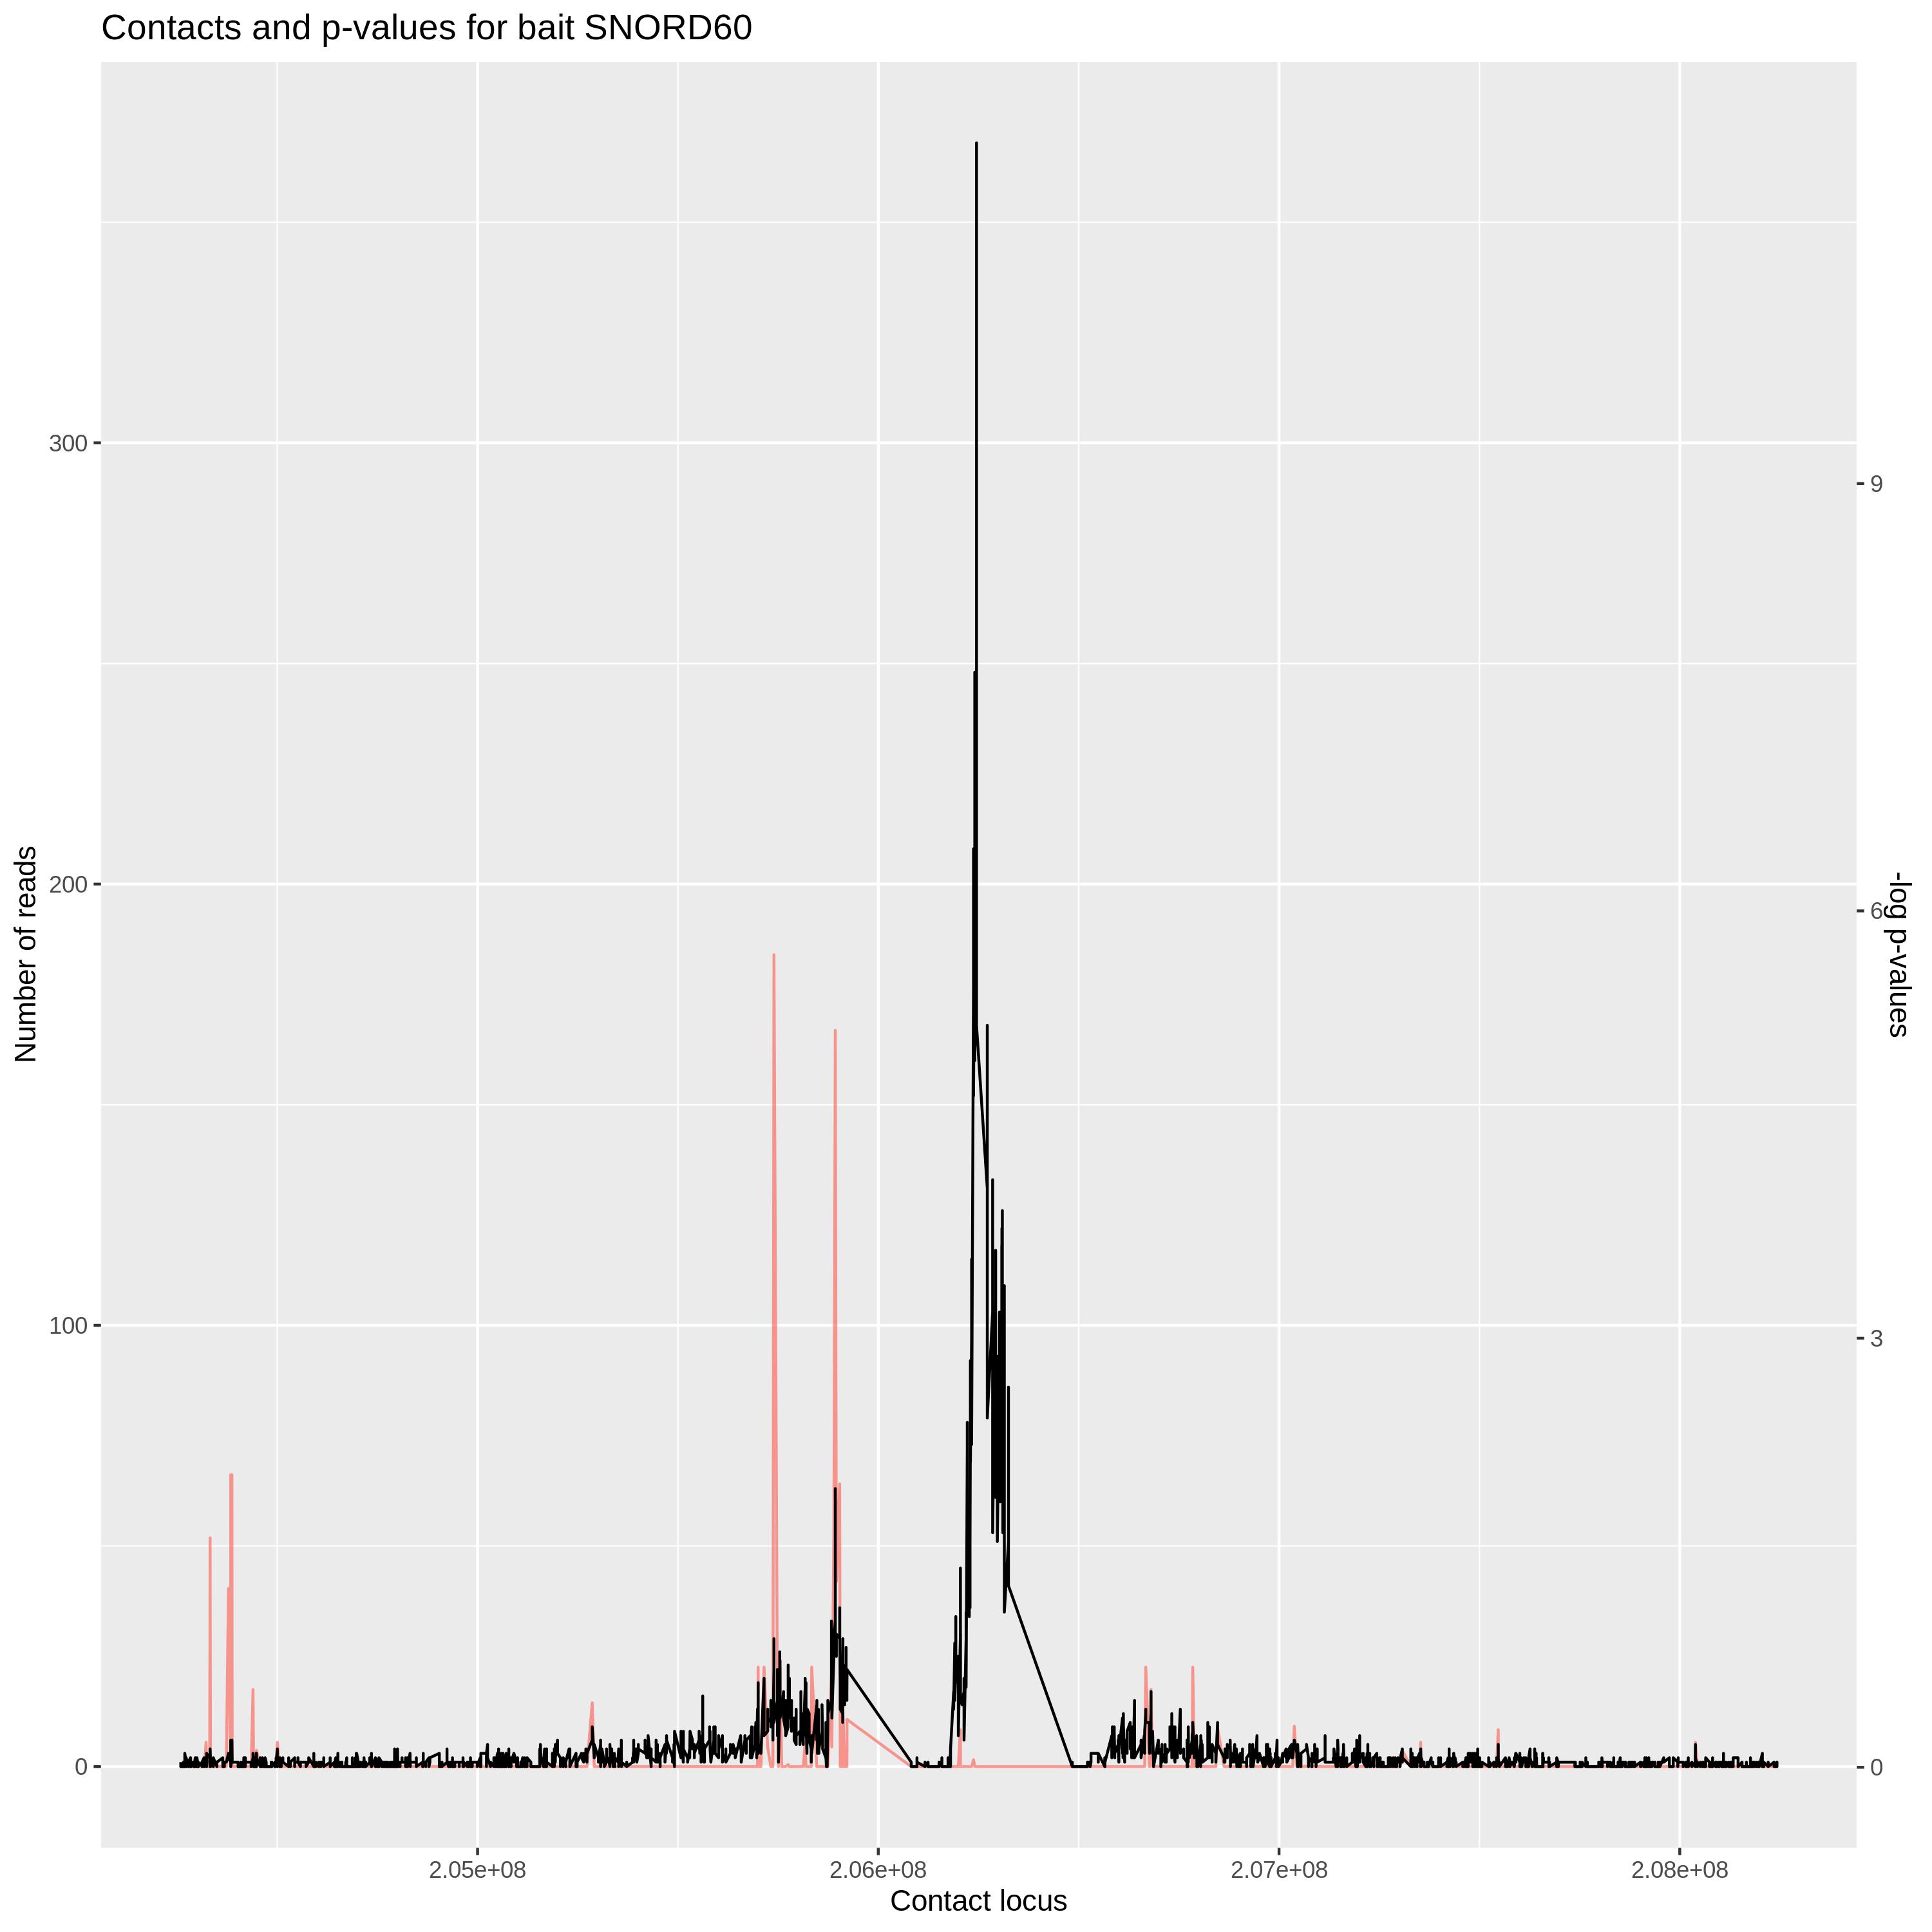 Contacts and p-values for bait SNORD60
300
200
100
0
Number of reads
9
6
3
0
-log p-values
2.05e+08
2.06e+08
2.07e+08
2.08e+08
Contact locus